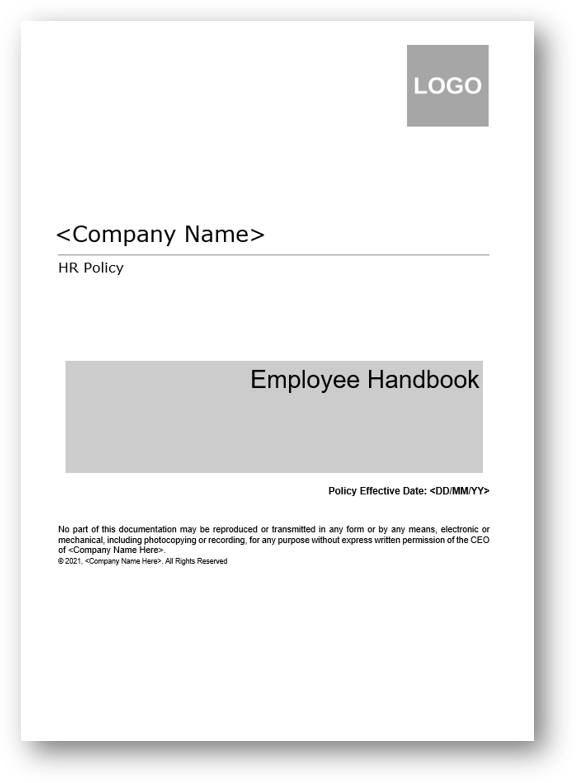 LOGO
<Company Name>
HR Policy
Employee Handbook
Policy Effective Date: <DD/MM/YY>
No part of this documentation may be reproduced or transmitted in any form or by any means, electronic or
mechanical, including photocopying or recording, for any purpose without express written permission of the CEO
of <Company Name Here>.
© 2021, <Company Name Here>. All Rights Reserved